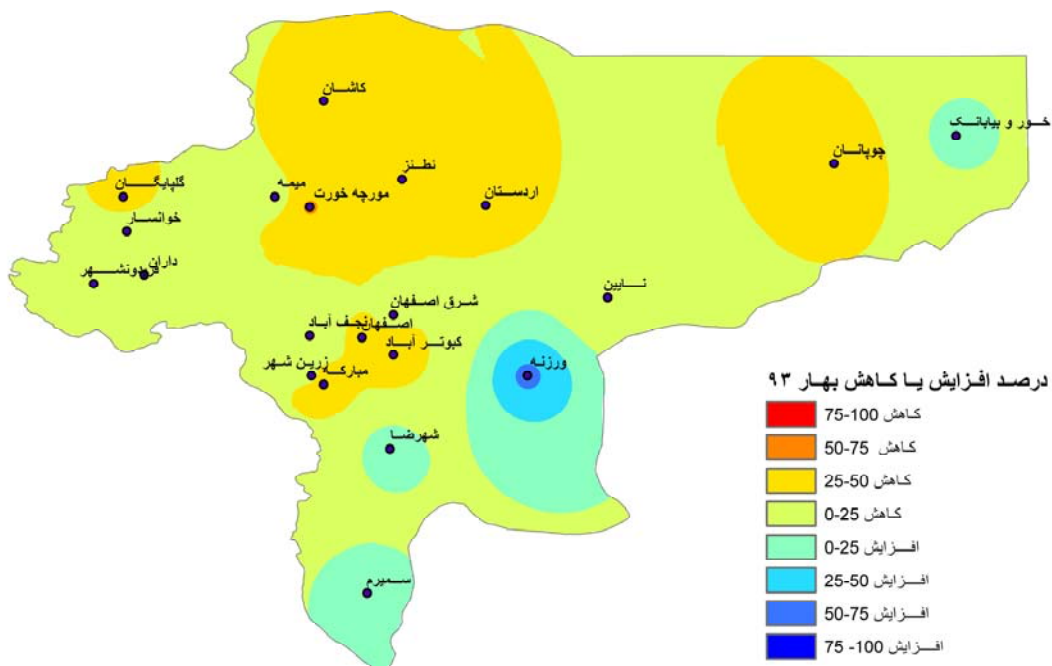 کاشان
خور و بیابانک
چوپانان
نطنز
گلپایگان
میمه
مورچه خورت
اردستان
خوانسار
داران
فریدونشهر
نایین
شرق اصفهان
نجف آباد
اصفهان
کبوتر آباد
ورزنه
زرین شهر
مبارکه
شهرضا
سمیرم
درصد افزایش یا کاهش بهار ۹۳
کاهش 75-100
کاهش 50-75
کاهش 25-50
کاهش 0-25
افزایش 0-25
افزایش 25-50
افزایش 50-75
افزایش 75 -100